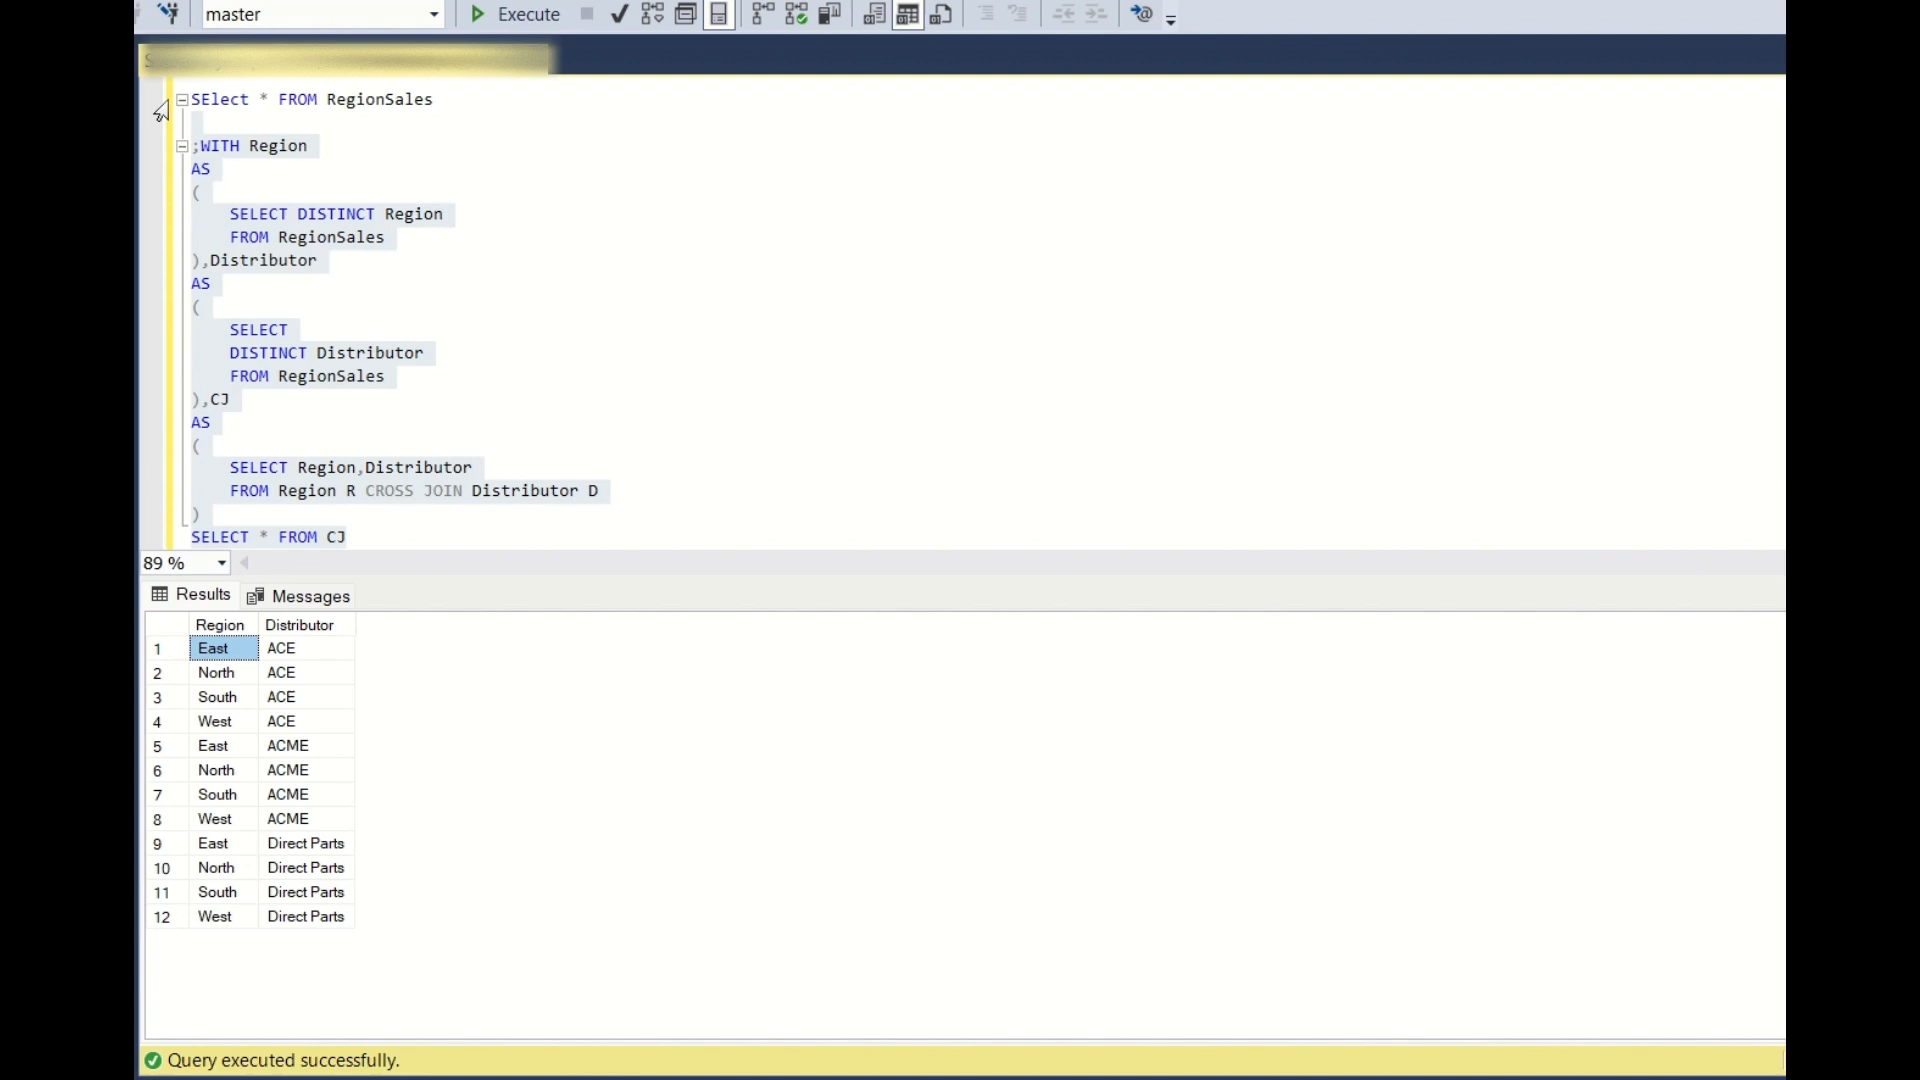 master Execute
SElect * FROM RegionSales
;WITH Region
AS
(
SELECT DISTINCT Region
FROM RegionSales
),Distributor
AS
(
SELECT
DISTINCT Distributor
FROM RegionSales
),CJ
AS
(
SELECT Region,Distributor
FROM Region R CROSS JOIN Distributor D
)
SELECT * FROM CJ
89 %
Results Messages
Region Distributor
1 East ACE
2 North ACE
3 South ACE
4 West ACE
5 East ACME
6 North ACME
7 South ACME
8 West ACME
9 East Direct Parts
10 North Direct Parts
11 South Direct Parts
12 West Direct Parts
Query executed successfully.